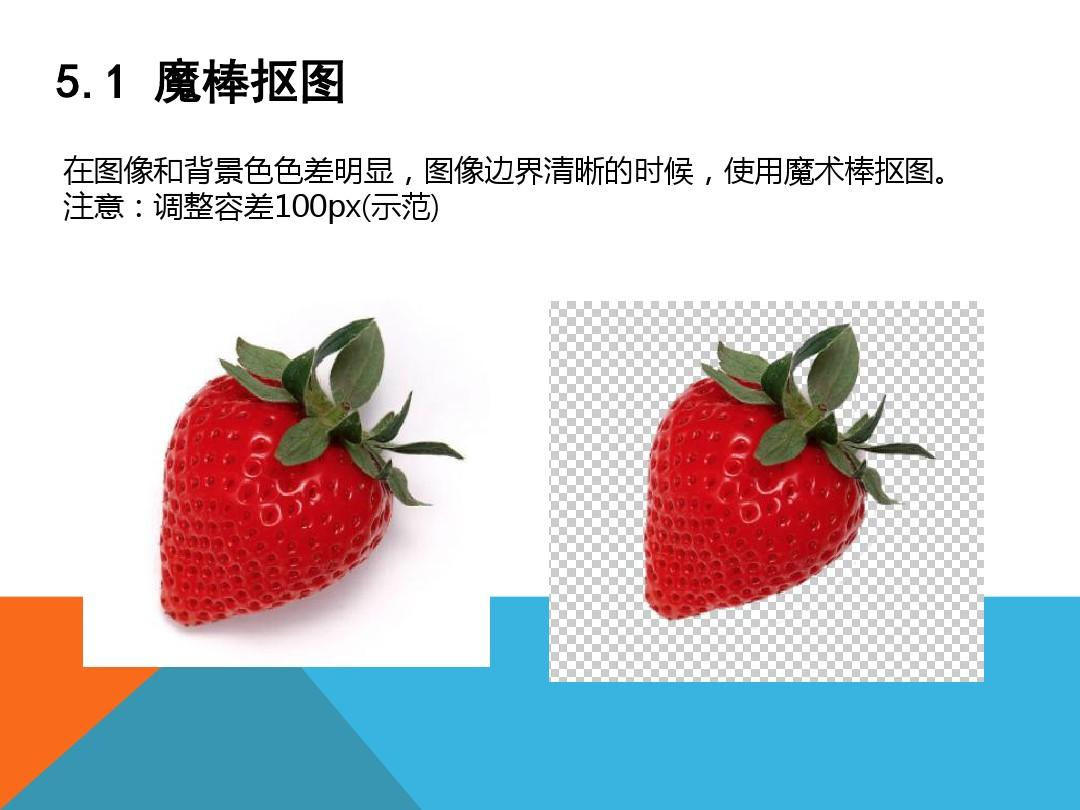 5.1 魔棒抠图
在图像和背景色色差明显，图像边界清晰的时候，使用魔术棒抠图。
注意：调整容差100px(示范)